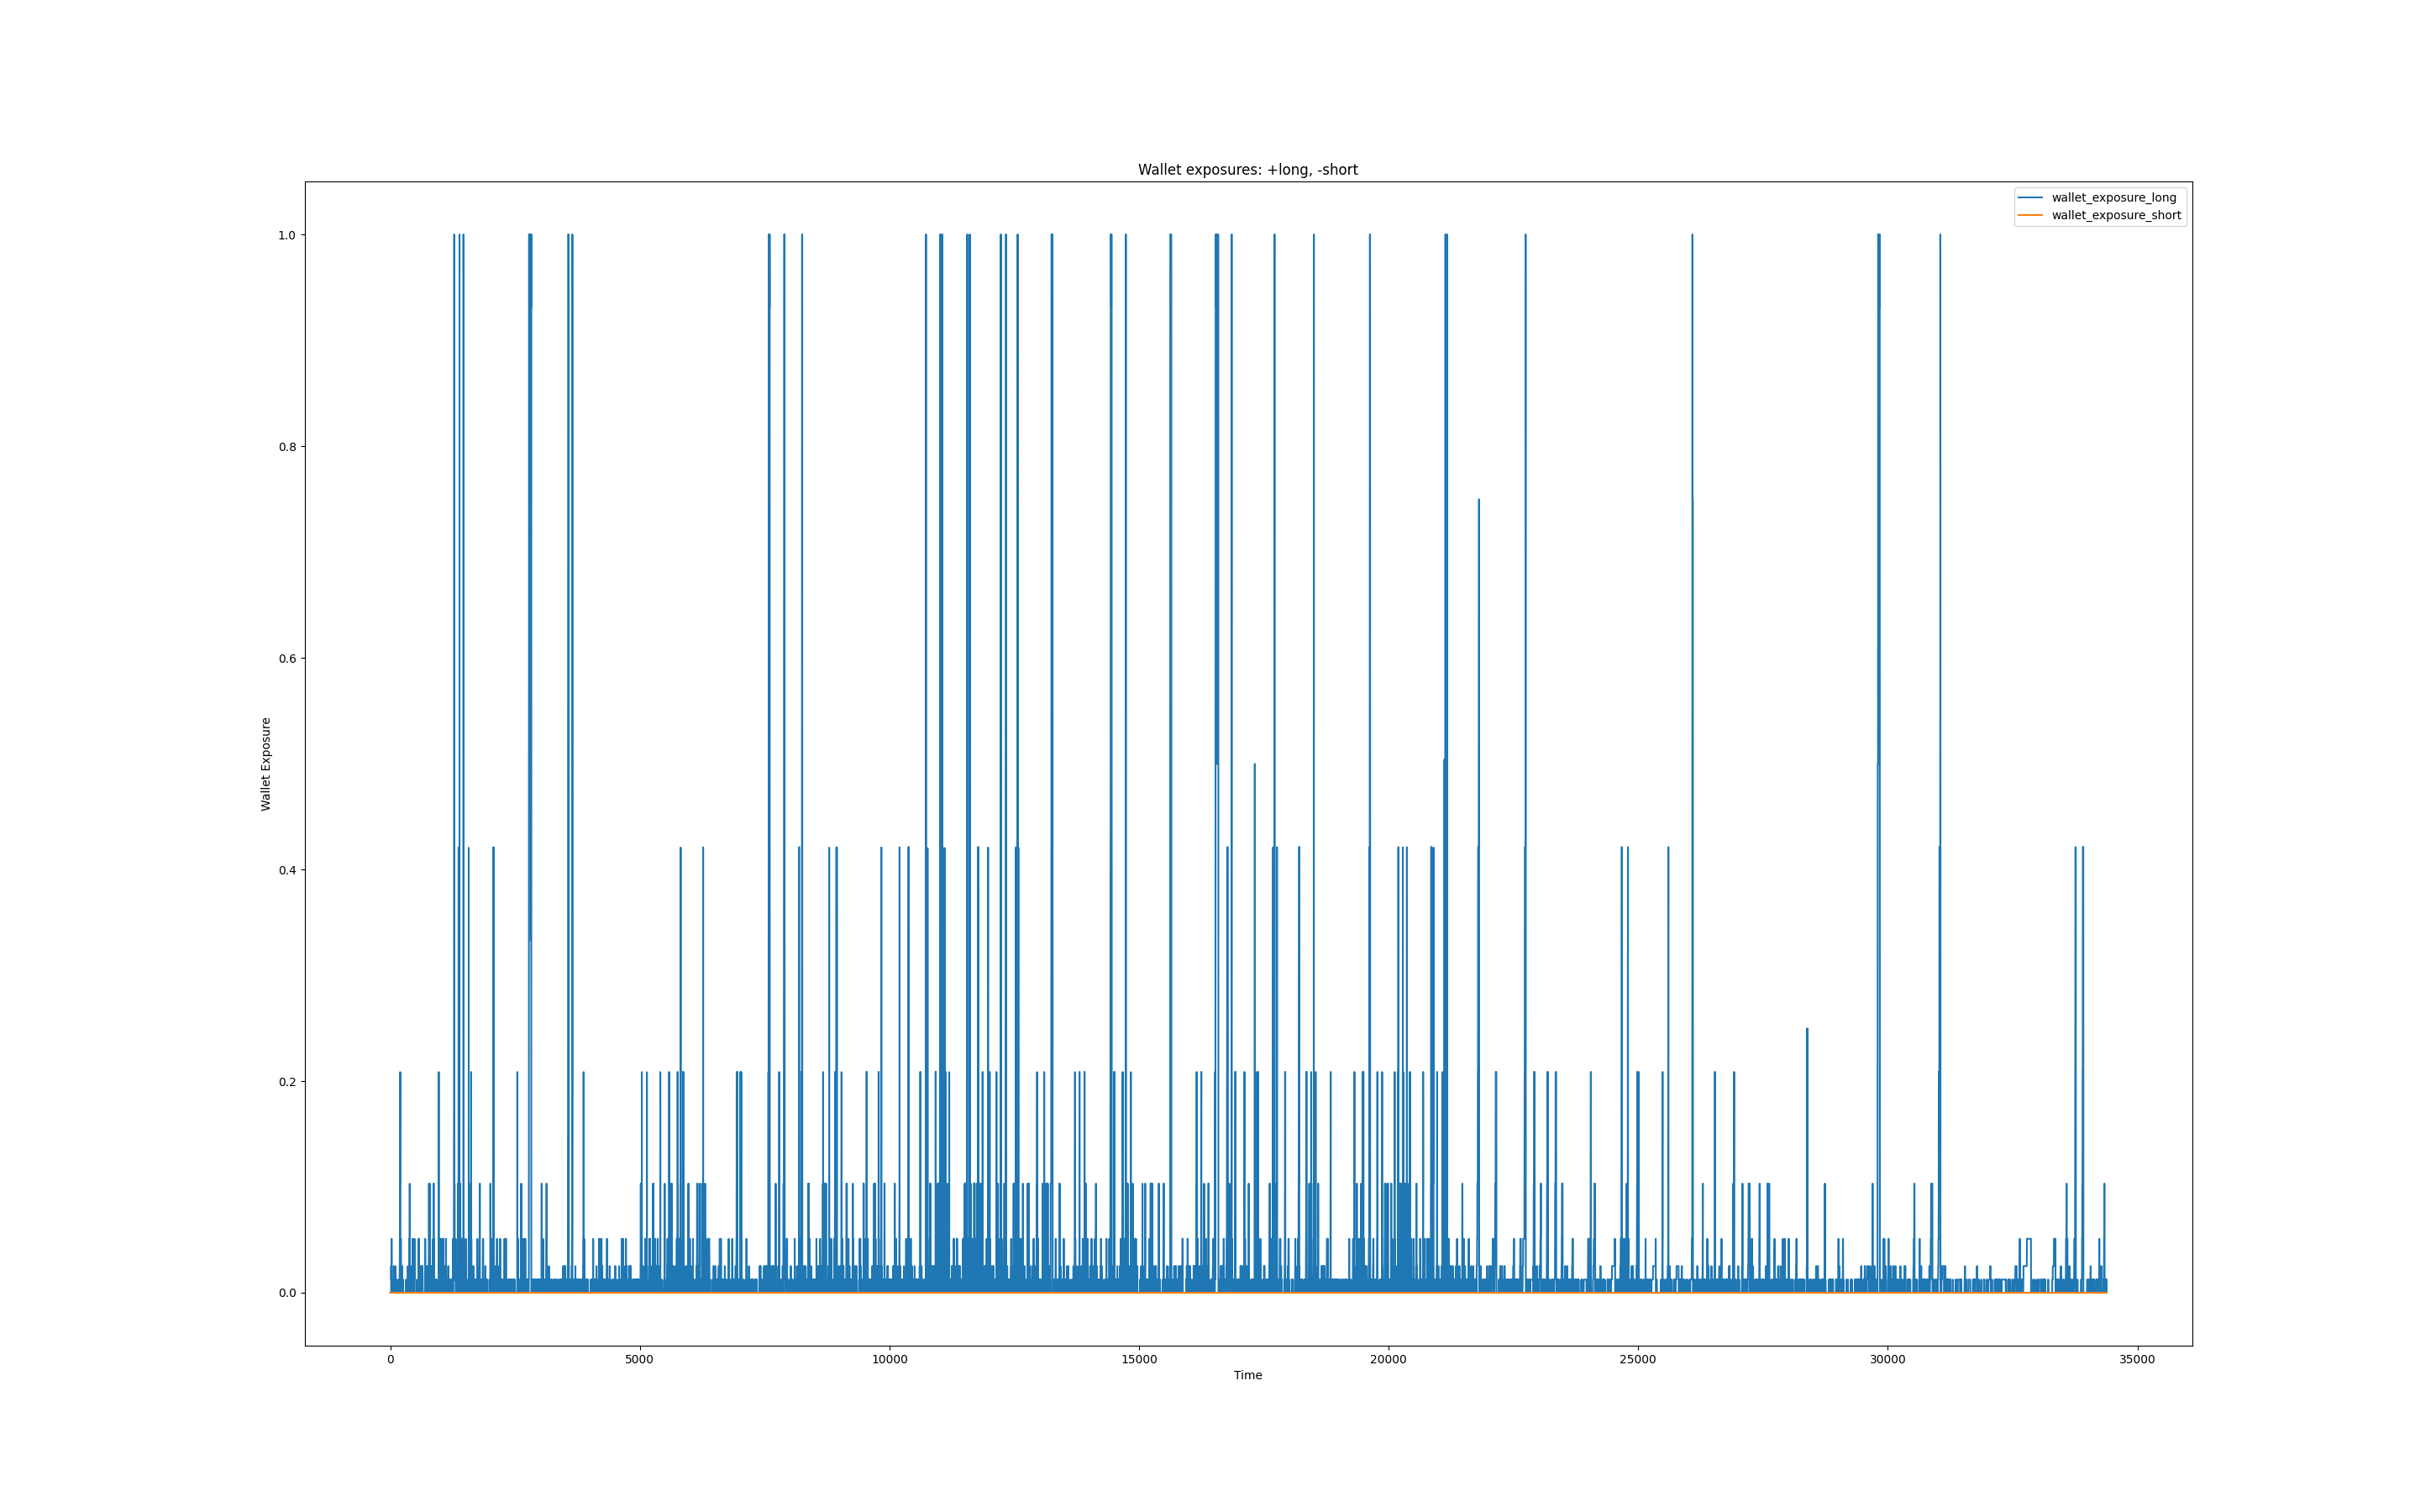 Wallet exposures: +long, -short
wallet_exposure_long
wallet_exposure_short
1.0
0.8
0.6
0.4
0.2
0.0
Wallet Exposure
0 5000 10000 15000 20000 25000 30000 35000
Time